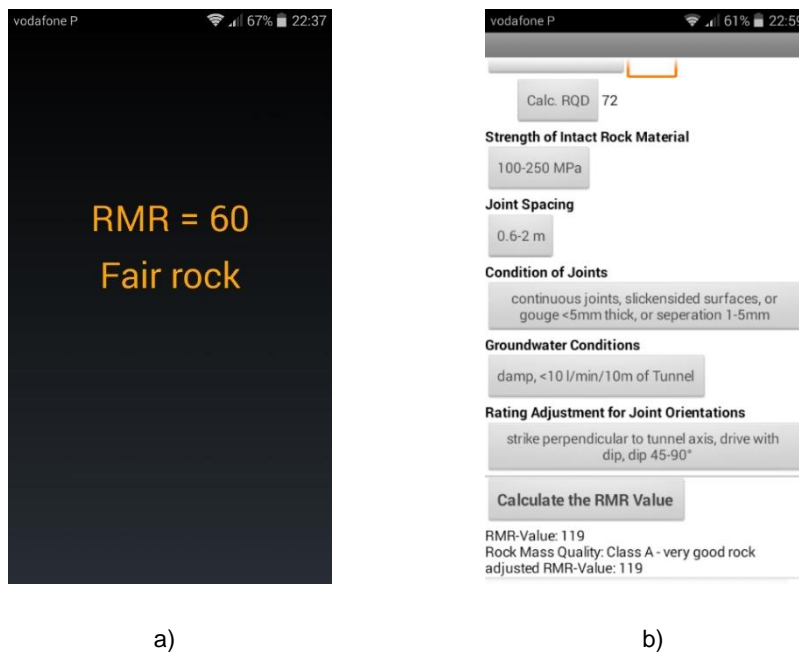 vodafone P 67% 22:37
RMR = 60
Fair rock
a)
vodafone P 61% 22:59
Calc. RQD 72
Strength of Intact Rock Material
100-250 MPa
Joint Spacing
0.6-2 m
Condition of Joints
continuous joints, slickensided surfaces, or
gouge <5mm thick, or seperation 1-5mm
Groundwater Conditions
damp, <10 l/min/10m of Tunnel
Rating Adjustment for Joint Orientations
strike perpendicular to tunnel axis, drive with
dip, dip 45-90°
Calculate the RMR Value
RMR-Value: 119
Rock Mass Quality: Class A - very good rock
adjusted RMR-Value: 119
b)